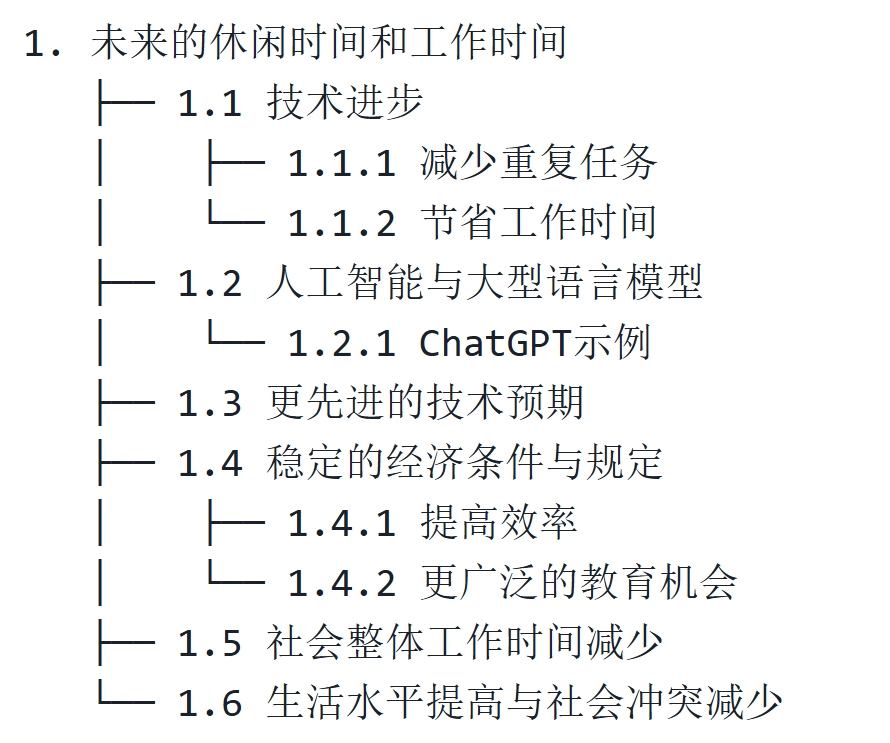 1. 未来的休闲时间和工作时间
├── 1.1 技术进步
│   ├── 1.1.1 减少重复任务
│   └── 1.1.2 节省工作时间
├── 1.2 人工智能与大型语言模型
│   └── 1.2.1 ChatGPT示例
├── 1.3 更先进的技术预期
├── 1.4 稳定的经济条件与规定
│   ├── 1.4.1 提高效率
│   └── 1.4.2 更广泛的教育机会
├── 1.5 社会整体工作时间减少
└── 1.6 生活水平提高与社会冲突减少